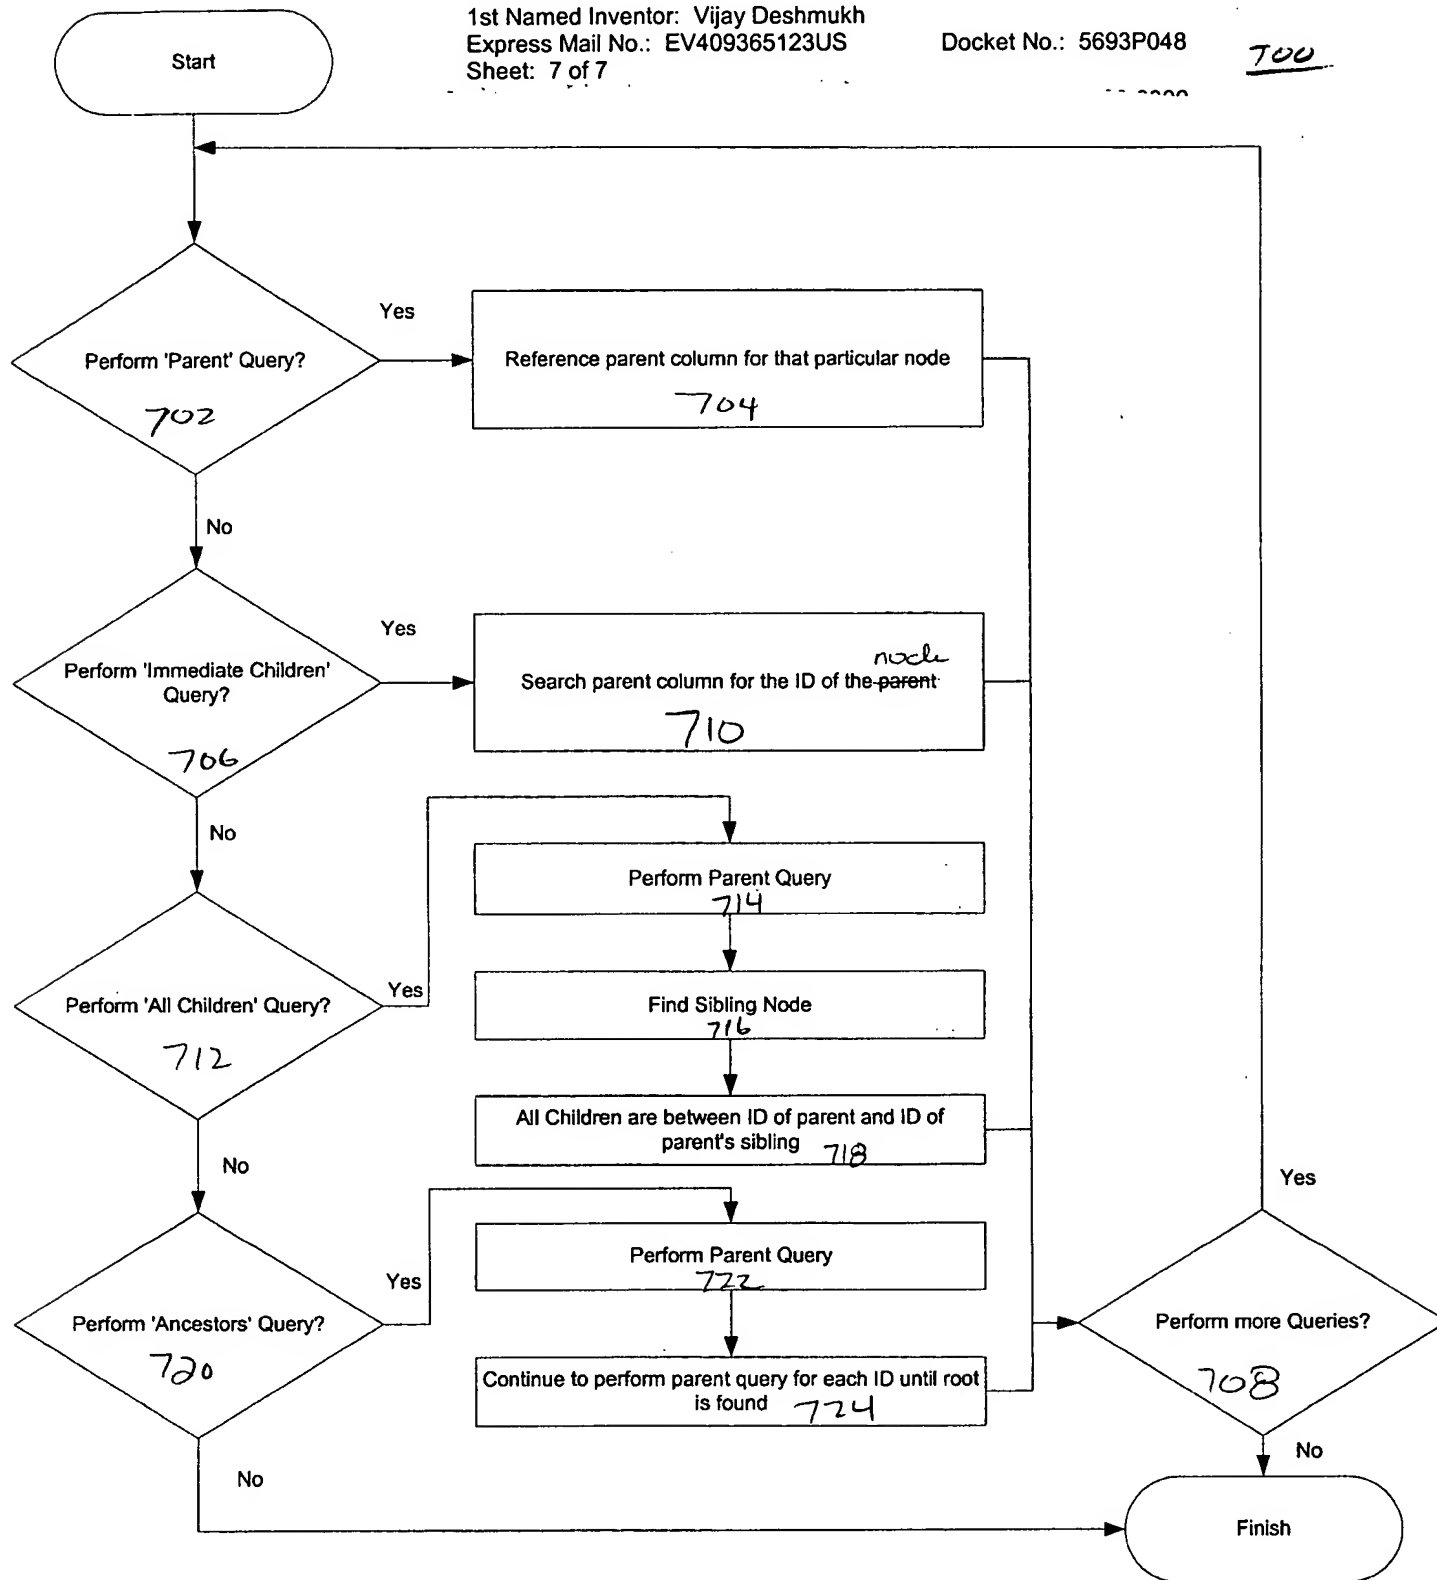 1st Named Inventor: Vijay Deshmukh
Express Mail No.: EV409365123US Docket No.: 5693P048
Sheet: 7 of 7
700
Start
Perform 'Parent' Query?
702
Yes
Reference parent column for that particular node
704
No
Perform 'Immediate Children'
Query?
706
Yes
node
Search parent column for the ID of the parent
710
No
Perform 'All Children' Query?
712
Yes
Perform Parent Query
714
Find Sibling Node
716
All Children are between ID of parent and ID of
parent's sibling 718
No
Perform 'Ancestors' Query?
720
Yes
Perform Parent Query
722
Continue to perform parent query for each ID until root
is found 724
No
Yes
Perform more Queries?
708
No
Finish